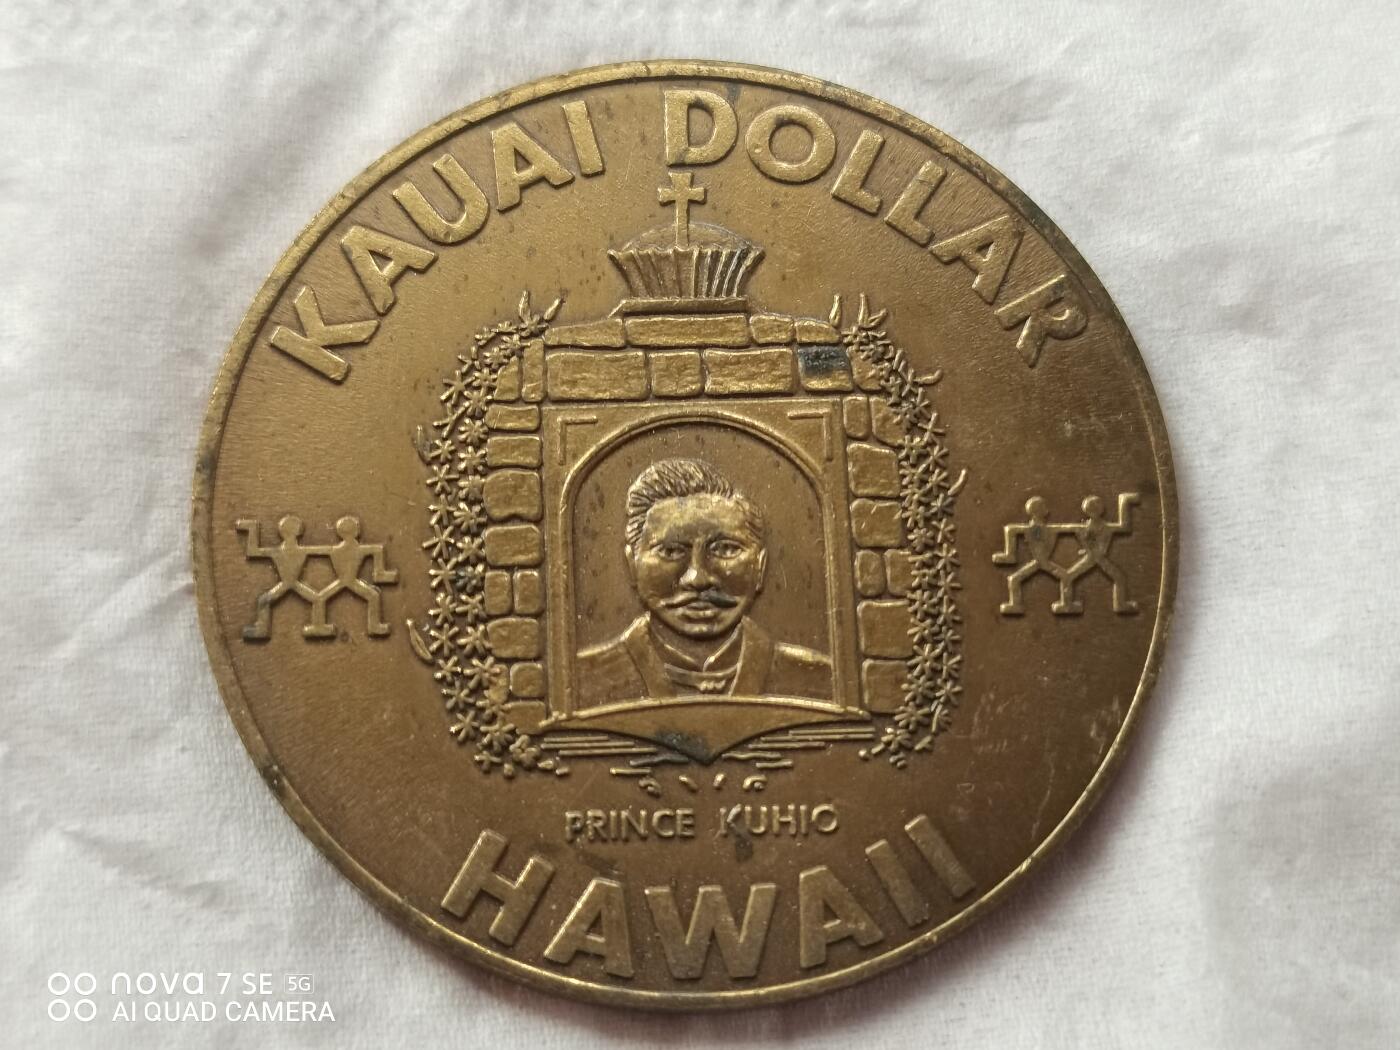 KAUAI DOLLAR
PRINCE KUHIO
HAWAII
nova 7 SE 5G
AI QUAD CAMERA